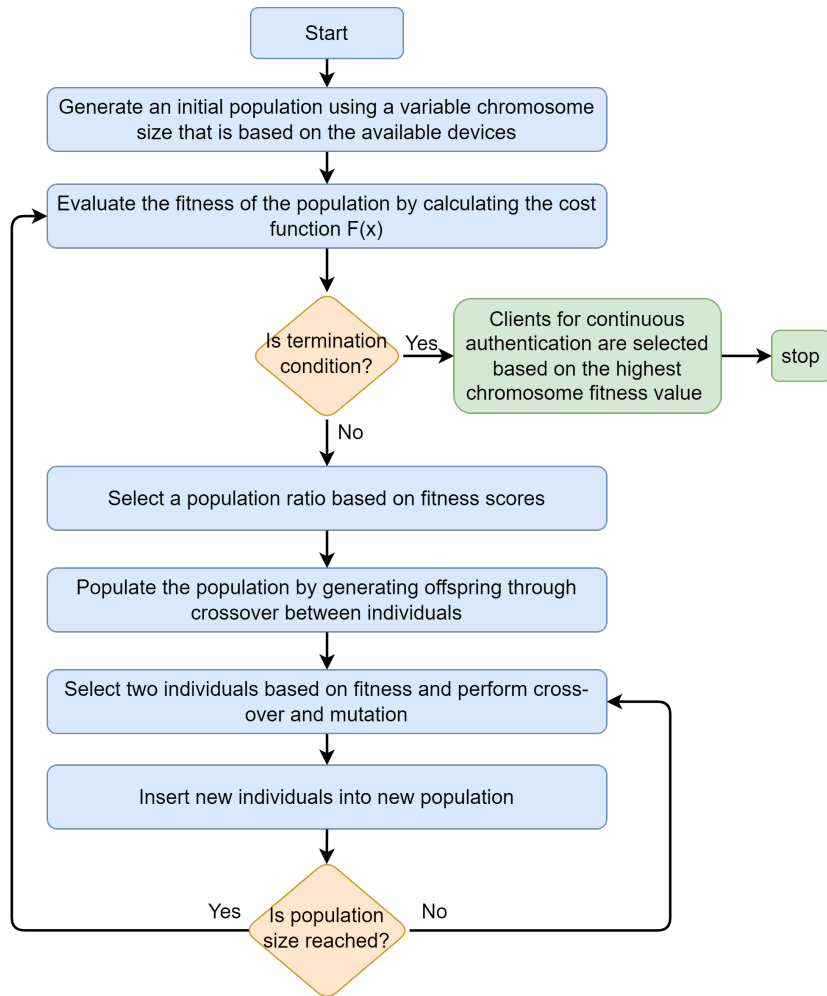 Start
Generate an initial population using a variable chromosome
size that is based on the available devices
Evaluate the fitness of the population by calculating the cost
function F(x)
Is termination
condition?
Yes
Clients for continuous
authentication are selected
based on the highest
chromosome fitness value
stop
No
Select a population ratio based on fitness scores
Populate the population by generating offspring through
crossover between individuals
Select two individuals based on fitness and perform cross-
over and mutation
Insert new individuals into new population
Yes
Is population
size reached?
No